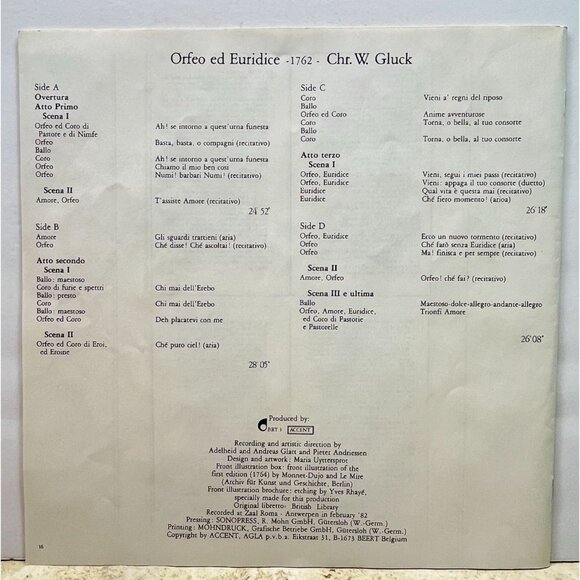 Orfeo ed Euridice -1762- Chr. W. Gluck
Side A
Overtura
Atto Primo
Scena I
Orfeo ed Coro di
Pastore e di Nimfe Ah! se intorno a quest'urna funesta
Orfeo Basta, basta, o compagni (recitativo)
Ballo
Coro Ah! se intorno a quest'urna funesta
Orfeo Chiamo il mio ben cosi
Orfeo Numi! barbari Numi! (recitativo)
Scena II
Amore, Orfeo T'assiste Amore (recitativo)
24'52"
Side B
Amore Gli sguardi trattieni (aria)
Orfeo Ché disse! Ché ascoltai! (recitativo)
Atto secondo
Scena I
Ballo: maestoso
Coro di furie e spettri Chi mai dell'Erebo
Ballo: presto
Coro Chi mai dell'Erebo
Ballo: maestoso
Orfeo ed Coro Deh placatevi con me
Scena II
Orfeo ed Coro di Eroi,
ed Eroine Ché puro ciel! (aria)
28'05"
Side C
Coro Vieni a' regni del riposo
Ballo
Orfeo ed Coro Anime avventurose
Coro Torna, o bella, al tuo consorte
Ballo
Coro Torna, o bella, al tuo consorte
Atto terzo
Scena I
Orfeo, Euridice Vieni, segui i miei passi (recitativo)
Orfeo, Euridice Vieni: appaga il tuo consorte (duetto)
Euridice Qual vita è questa mai (recitativo)
Euridice Ché fiero momento! (arioa)
26'18"
Side D
Orfeo, Euridice Ecco un nuovo tormento (recitativo)
Orfeo Ché farò senza Euridice (aria)
Orfeo Ma! finisca e per sempre (recitativo)
Scena II
Amore, Orfeo Orfeo! ché fai? (recitativo)
Scena III e ultima
Ballo Maestoso-dolce-allegro-andante-allegro
Orfeo, Amore, Euridice, Trionfi Amore
ed Coro di Pastorie
e Pastorelle
26'08"
Produced by:
BRT 3 ACCENT
Recording and artistic direction by
Adelheid and Andreas Glatt and Pieter Andriessen
Design and artwork: Maria Uyttersprot
Front illustration box: front illustration of the
first edition (1764) by Monnet-Dujo and Le Mire
(Archiv für Kunst und Geschichte, Berlin)
Front illustration brochure: etching by Yves Rhayé,
specially made for this production
Original libretto: British Library
Recorded at Zaal Roma - Antwerpen in february '82
Pressing: SONOPRESS, R. Mohn GmbH, Gütersloh (W.-Germ.)
Printing: MOHNDRUCK, Grafische Betriebe GmbH, Gütersloh (W.-Germ.)
Copyright by ACCENT, AGLA p.v.b.a. Eikstraat 31, B-1673 BEERT Belgium
16